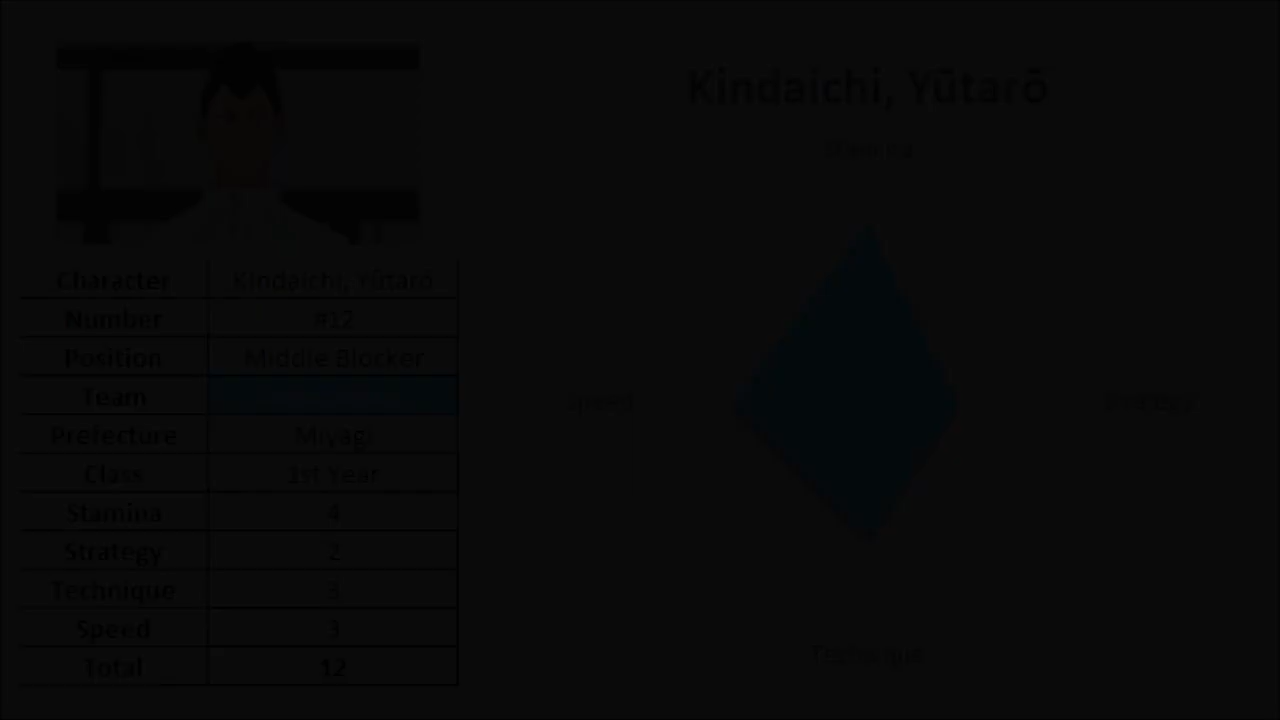 Kindaichi, Yūtarō
Stamina
Character Kindaichi, Yūtarō
Number #12
Position Middle Blocker
Team
Speed
Strategy
Prefecture Miyagi
Class 1st Year
Stamina 4
Strategy 2
Technique 3
Speed 3
Technique
Total 12